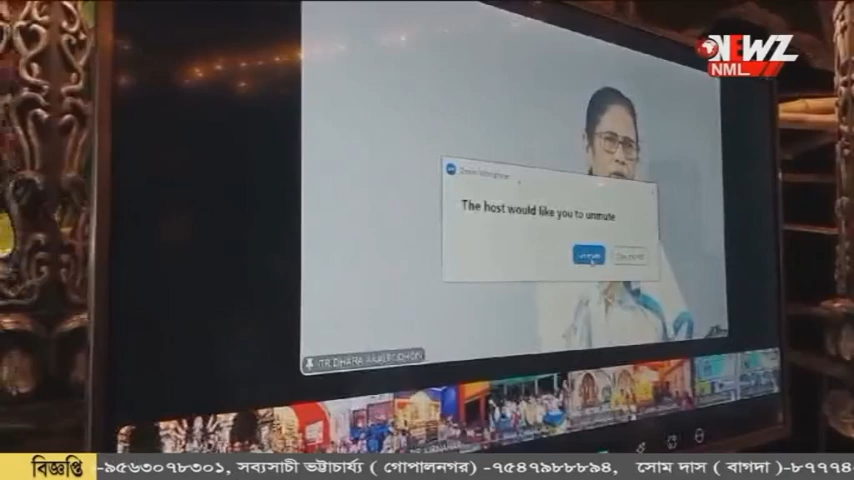 NEWZ
NML
The host would like you to unmute
বিজ্ঞপ্তি
-৯৫৬৩০৭৮৩০১, সব্যসাচী ভট্টাচার্য্য ( গোপালনগর) -৭৫৪৭৯৮৮৮৯৪, সোম দাস ( বাগদা) -৮৭৭৭৪